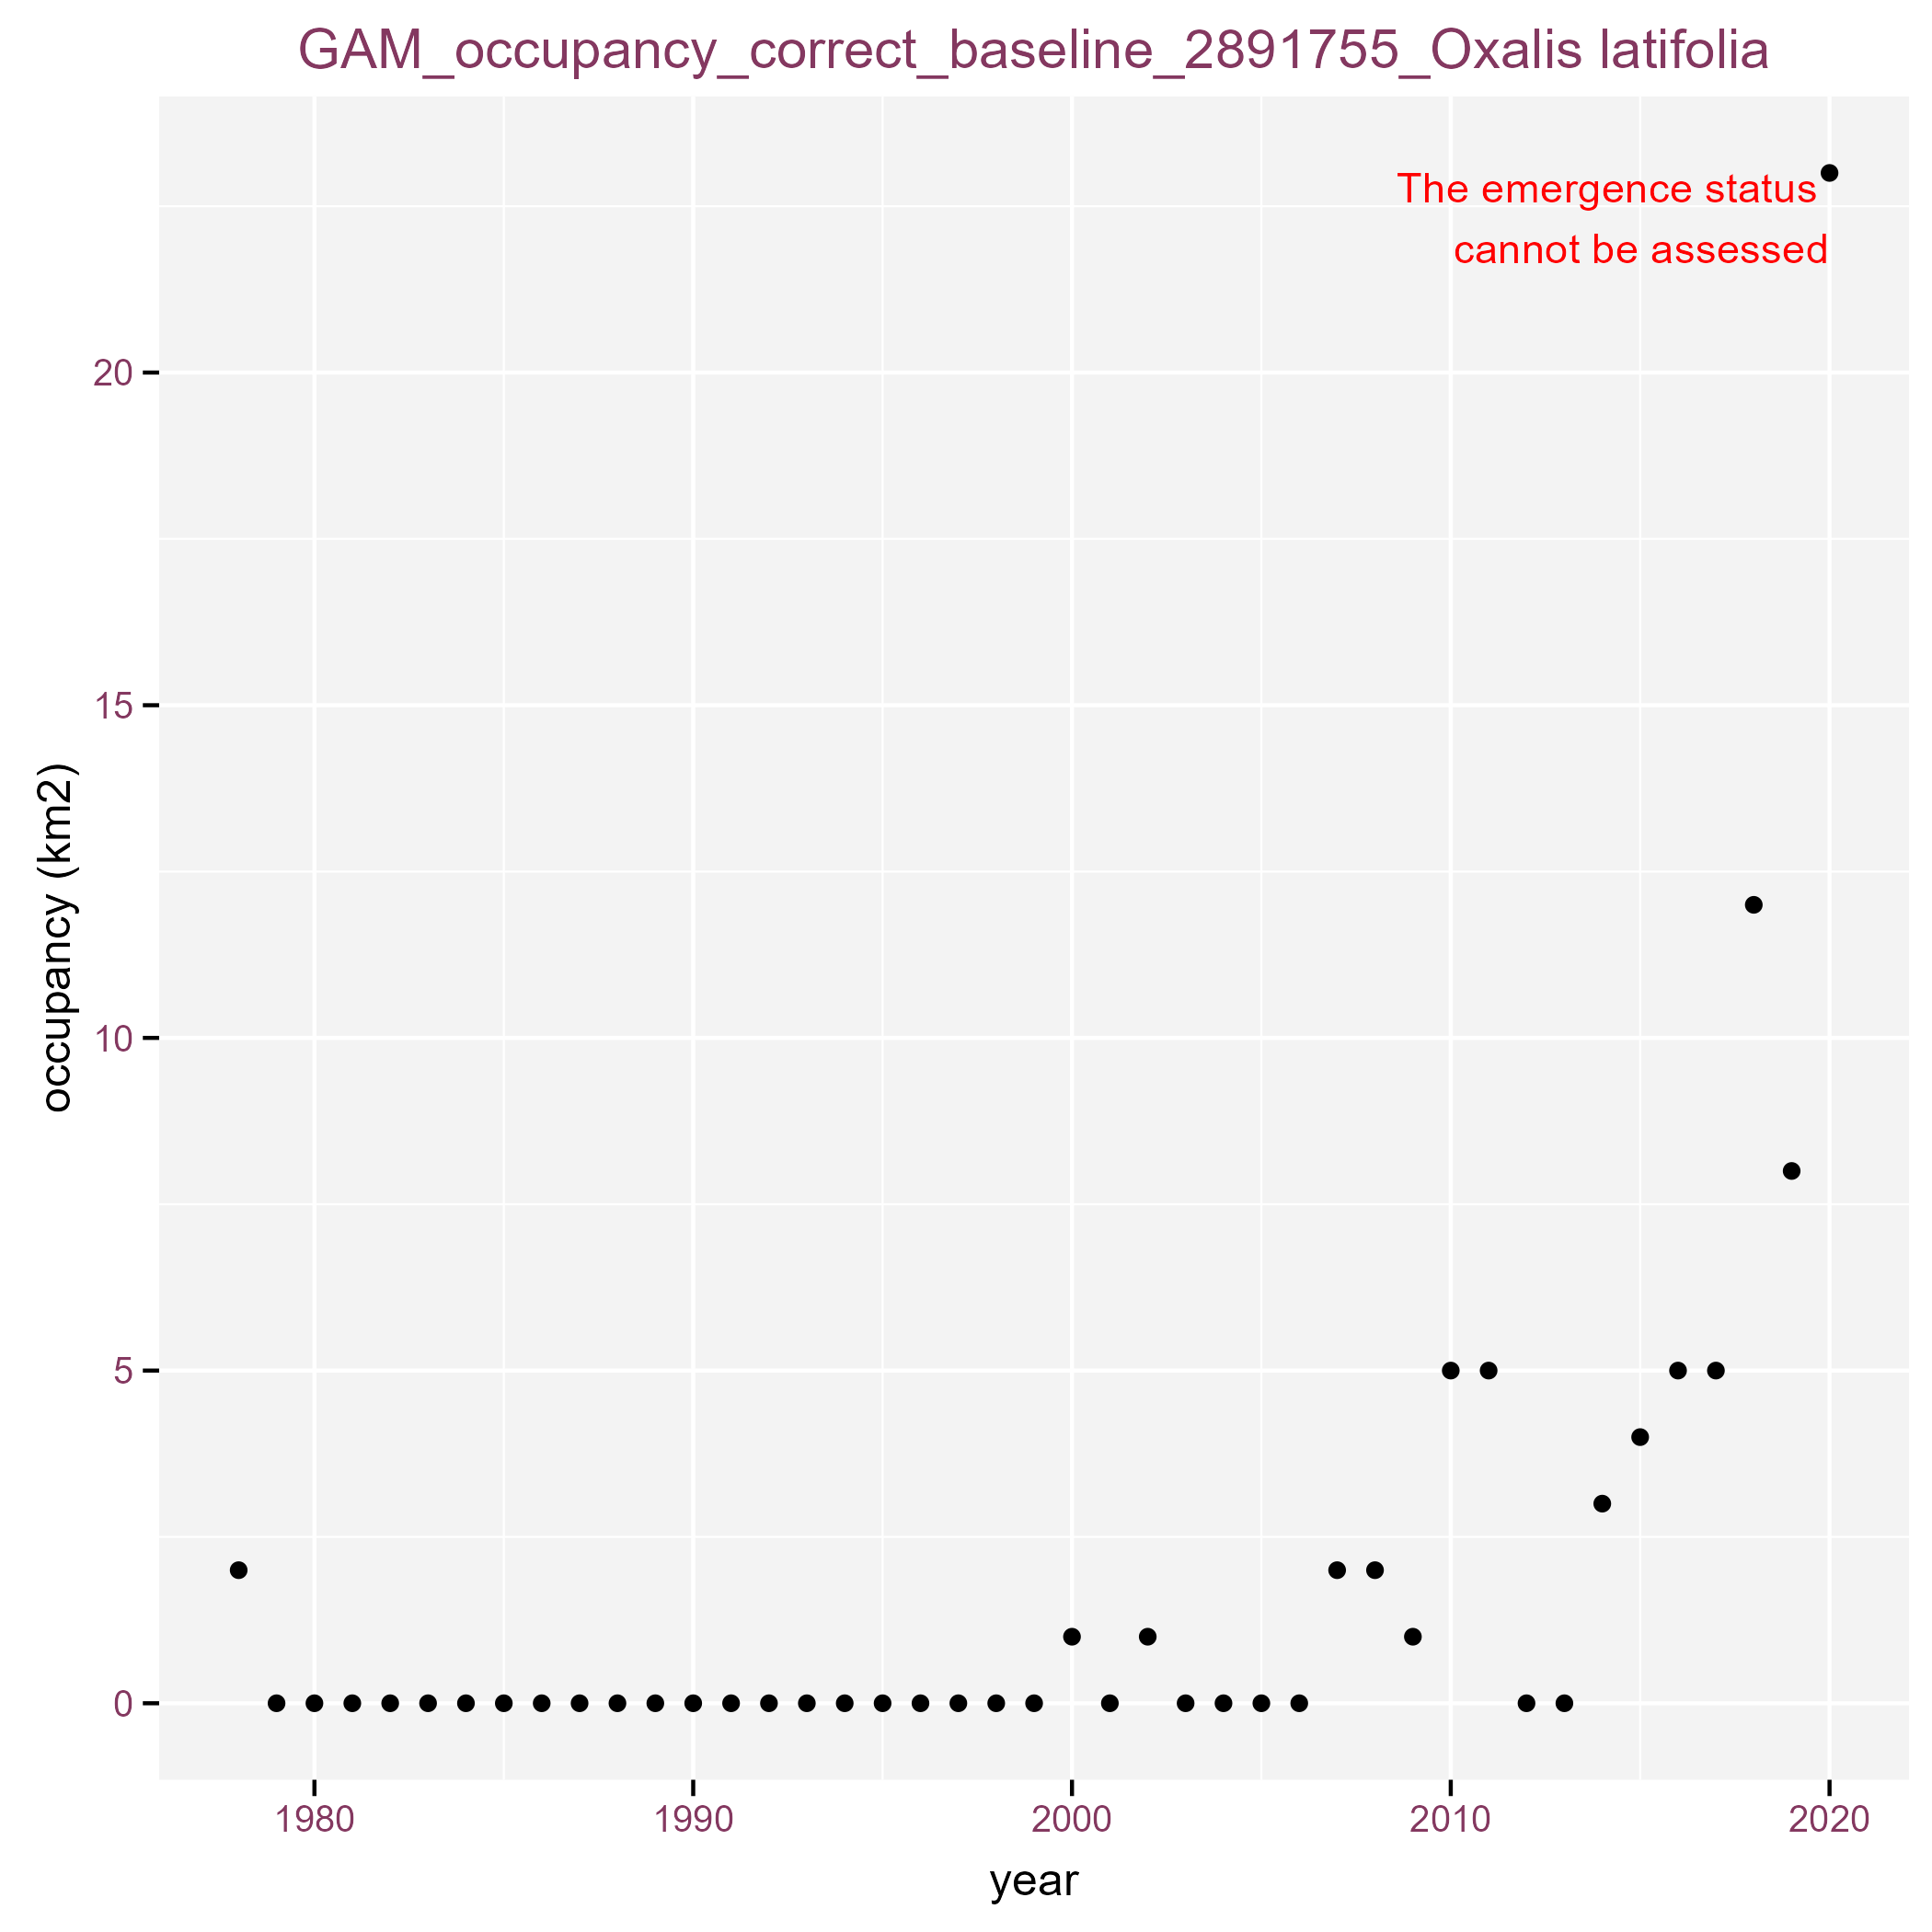 GAM_occupancy_correct_baseline_2891755_Oxalis latifolia
The emergence status
cannot be assessed
20
15
10
5
0
occupancy (km2)
1980
1990
2000
2010
2020
year